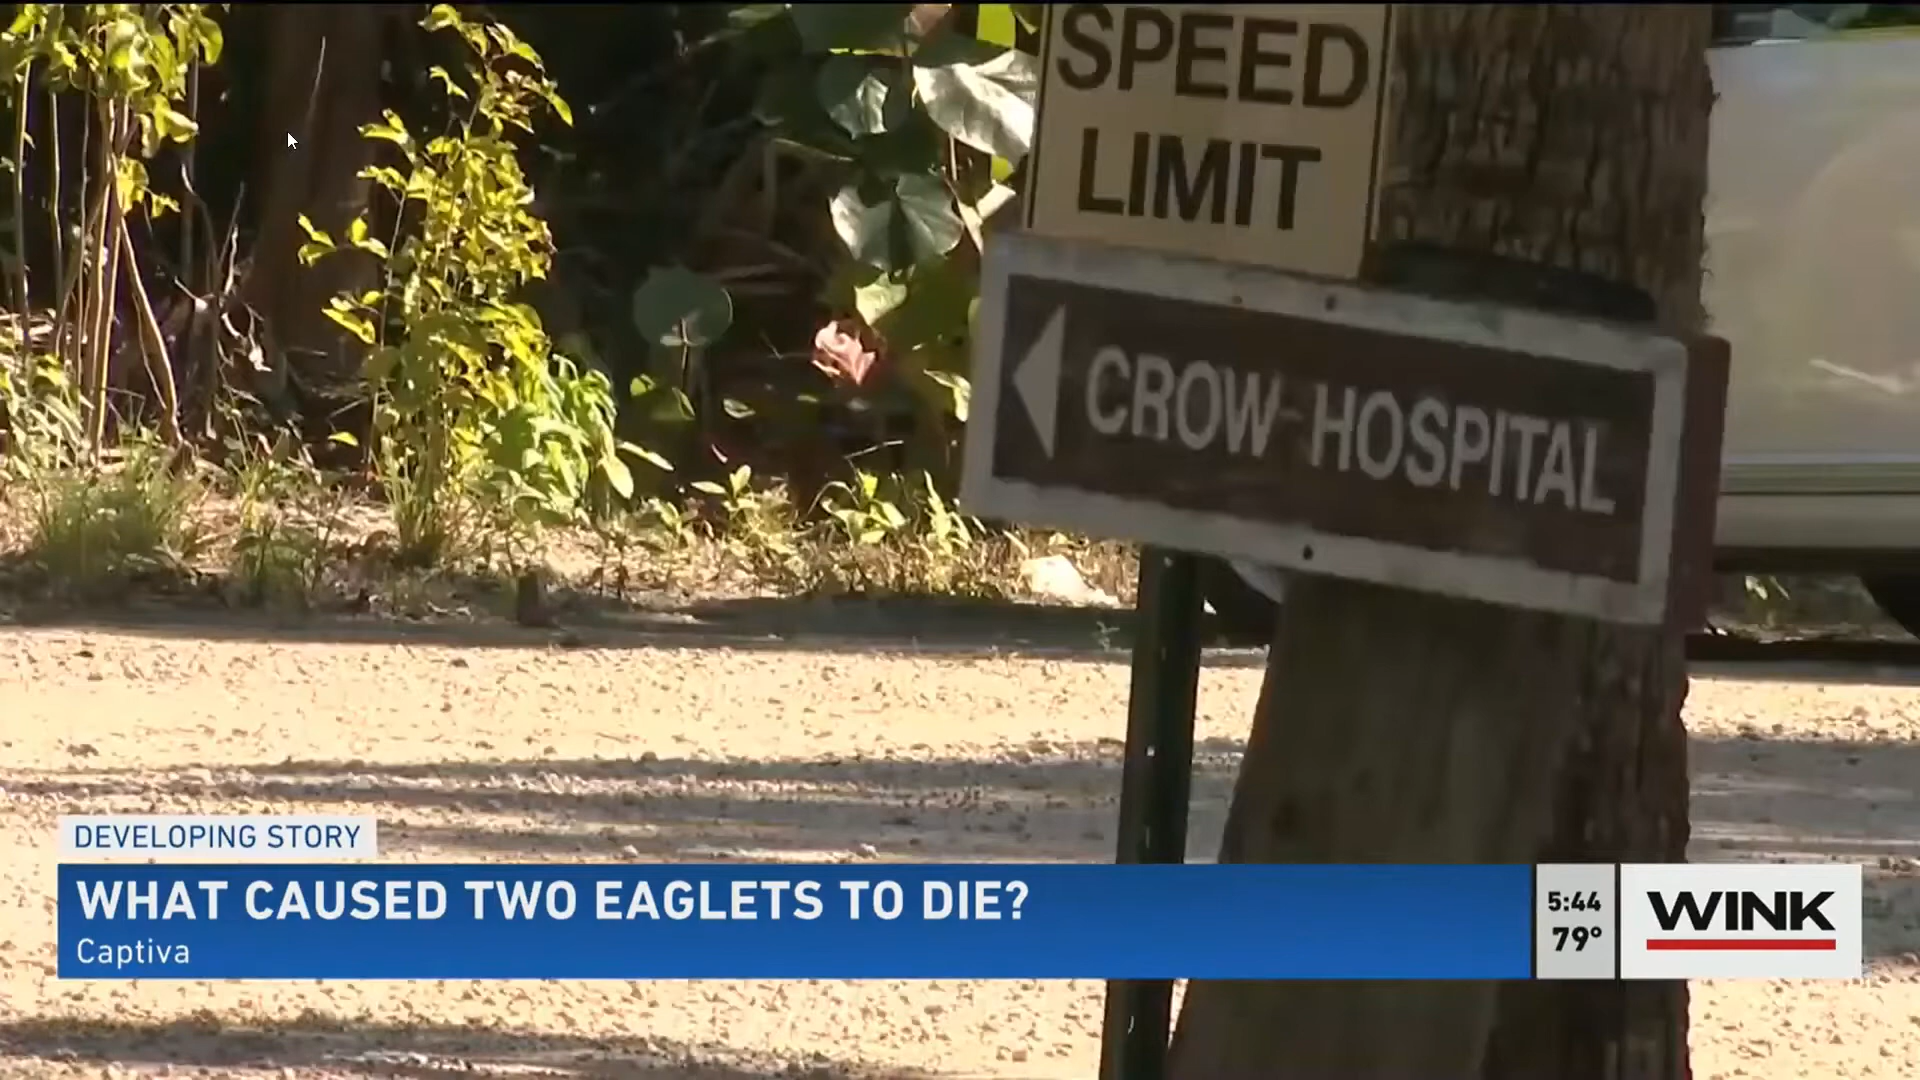 SPEED
LIMIT
CROW HOSPITAL
DEVELOPING STORY
WHAT CAUSED TWO EAGLETS TO DIE?
Captiva
5:44
79°
WINK